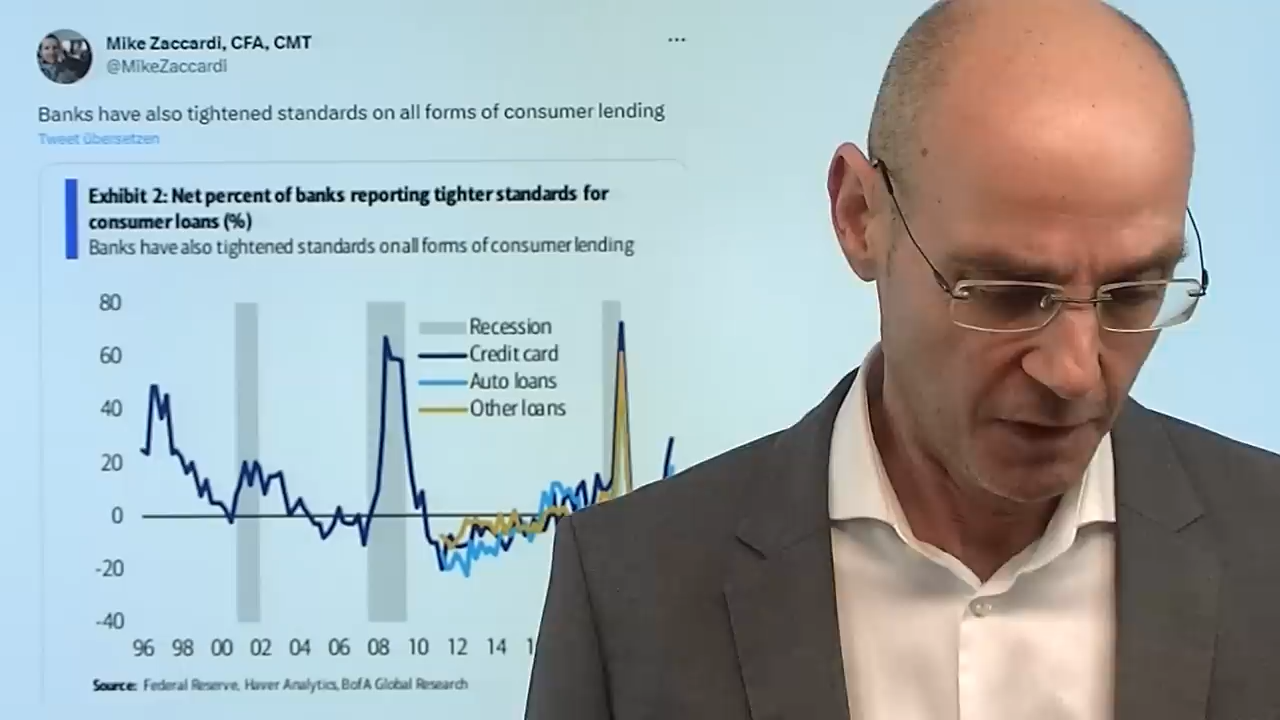 Mike Zaccardi, CFA, CMT
@MikeZaccardi
Banks have also tightened standards on all forms of consumer lending
Tweet übersetzen
Exhibit 2: Net percent of banks reporting tighter standards for
consumer loans (%)
Banks have also tightened standards on all forms of consumer lending
80
60
40
20
0
-20
-40
Recession
Credit card
Auto loans
Other loans
96 98 00 02 04 06 08 10 12 14 1
Source: Federal Reserve, Haver Analytics, BofA Global Research